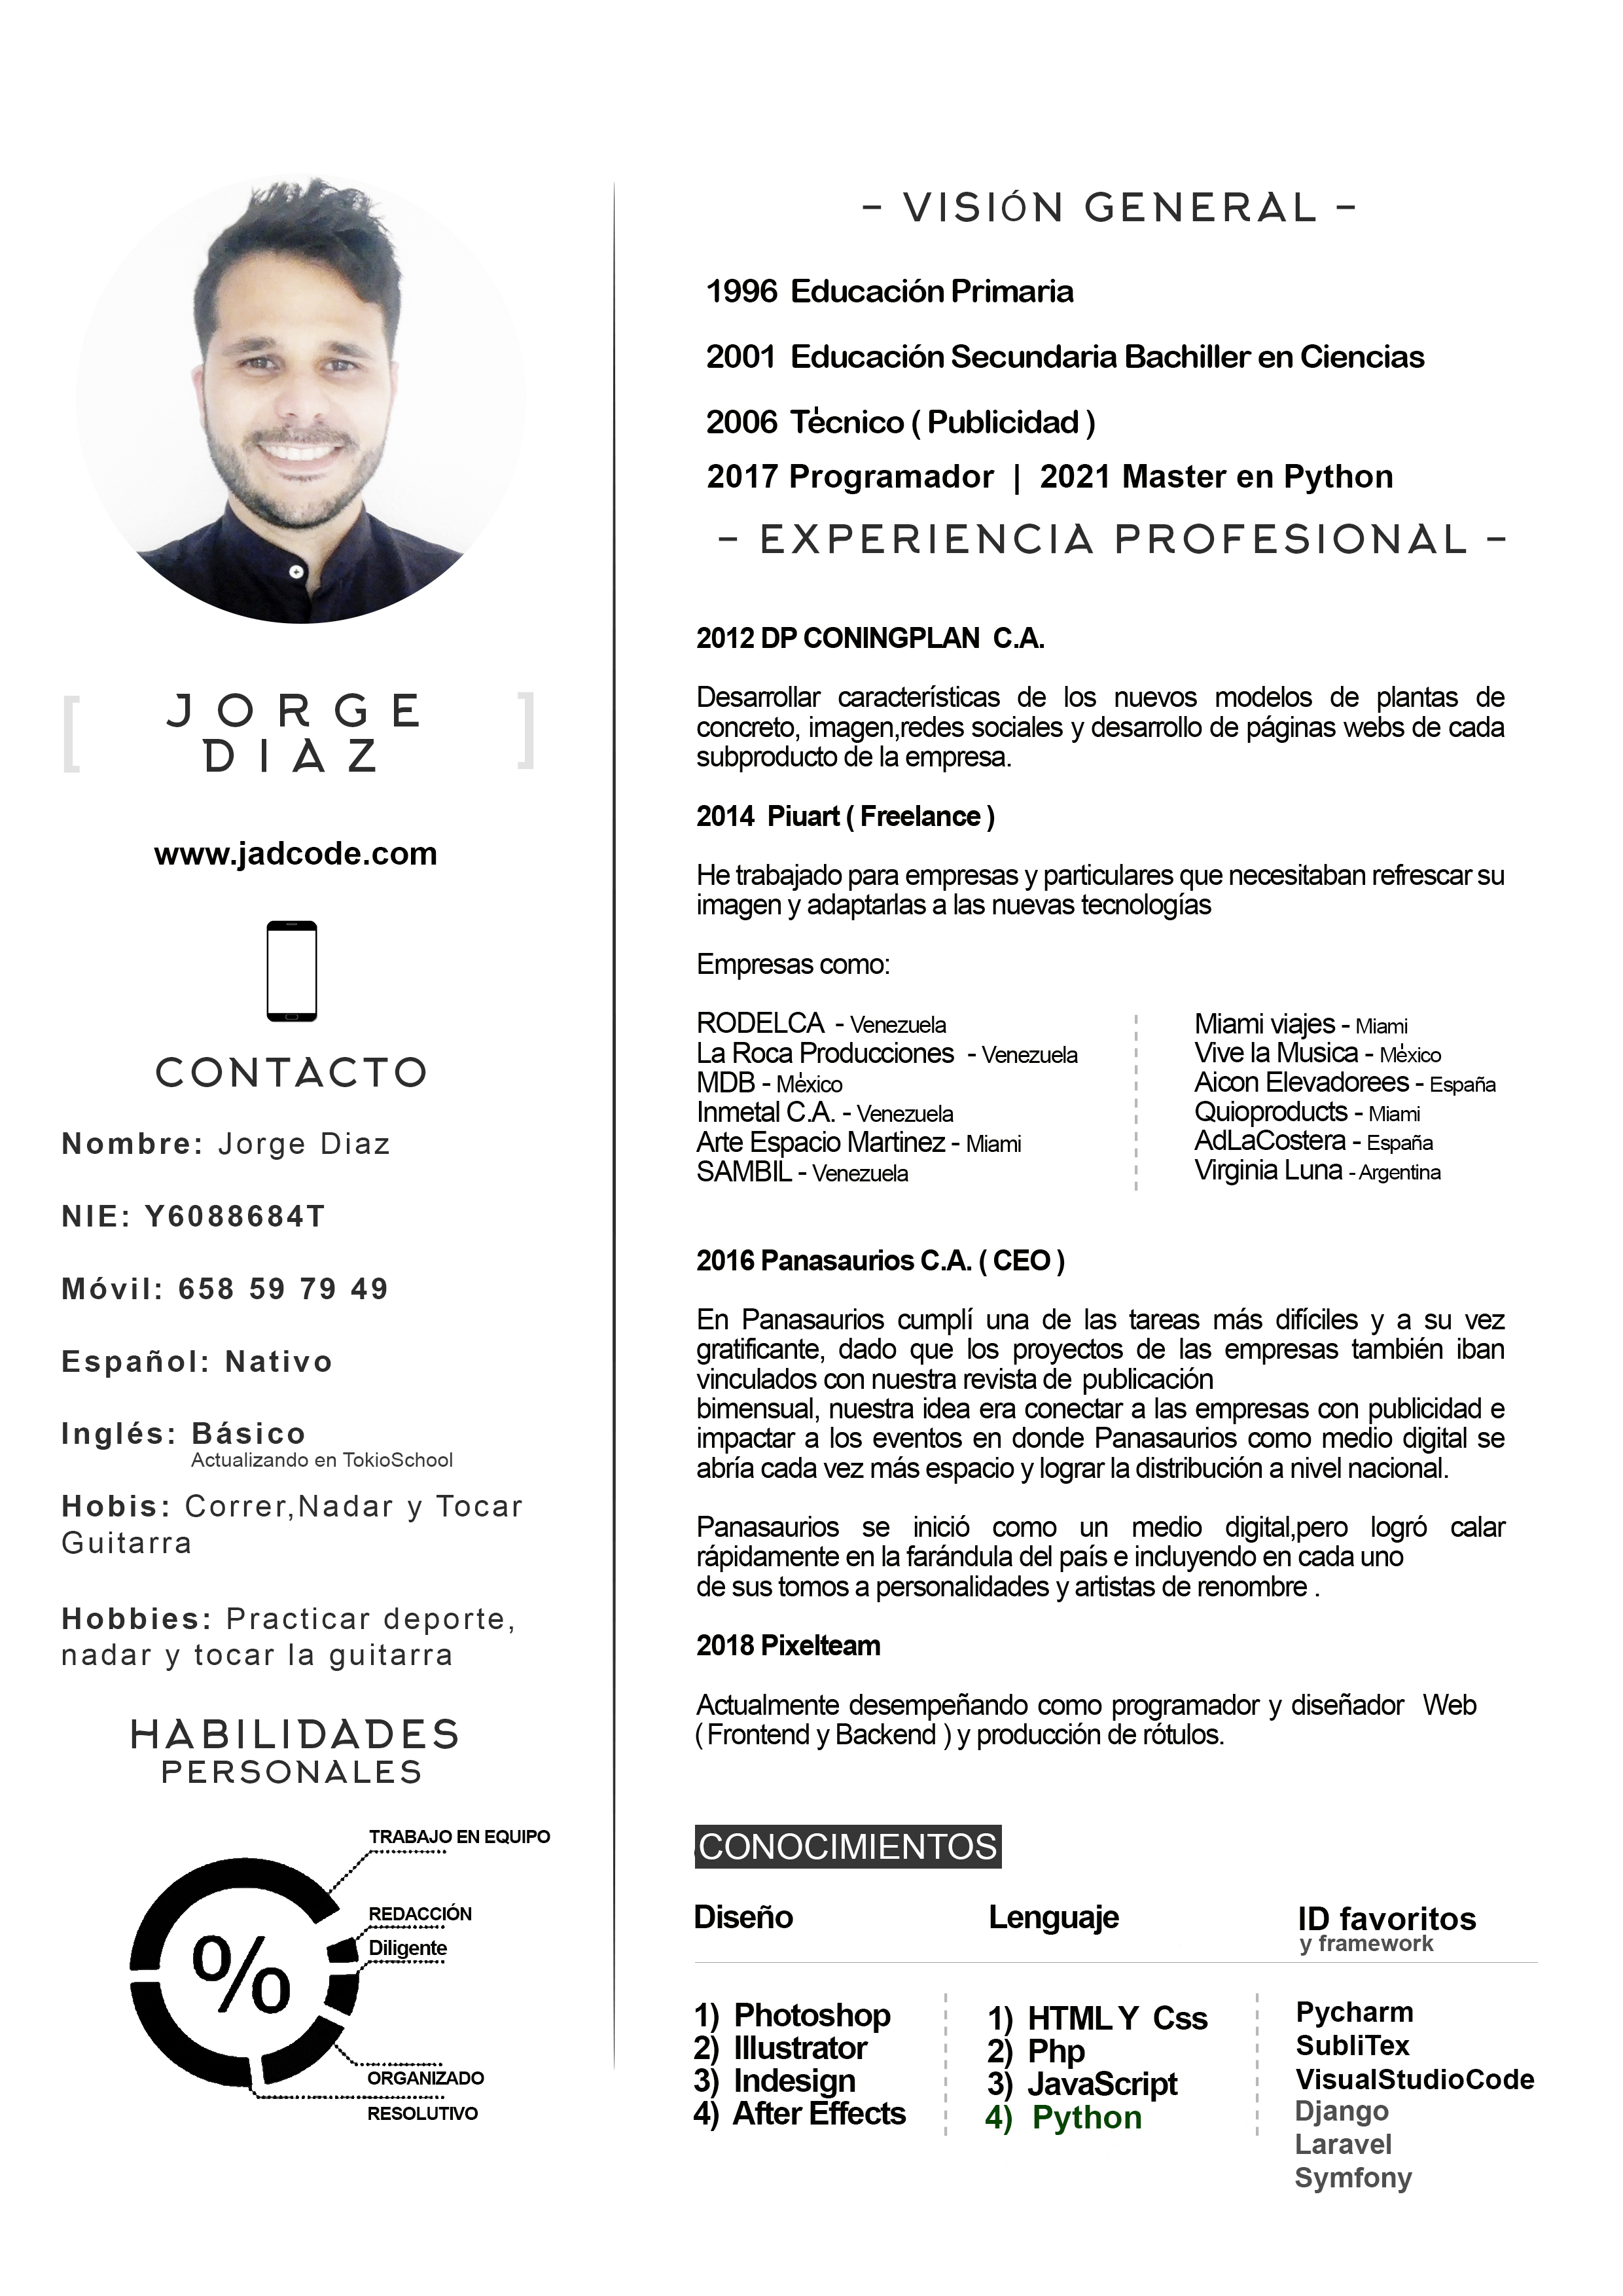 JORGE
DIAZ
www.jadcode.com
CONTACTO
Nombre: Jorge Diaz
NIE: Y6088684T
Móvil: 658 59 79 49
Español: Nativo
Inglés: Básico
Actualizando en TokioSchool
Hobis: Correr,Nadar y Tocar
Guitarra
Hobbies: Practicar deporte,
nadar y tocar la guitarra
HABILIDADES
PERSONALES
%
TRABAJO EN EQUIPO
REDACCIÓN
Diligente
ORGANIZADO
RESOLUTIVO
- VISIÓN GENERAL -
1996 Educación Primaria
2001 Educación Secundaria Bachiller en Ciencias
2006 Tècnico ( Publicidad )
2017 Programador | 2021 Master en Python
- EXPERIENCIA PROFESIONAL -
2012 DP CONINGPLAN C.A.
Desarrollar características de los nuevos modelos de plantas de
concreto, imagen,redes sociales y desarrollo de páginas webs de cada
subproducto de la empresa.
2014 Piuart ( Freelance )
He trabajado para empresas y particulares que necesitaban refrescar su
imagen y adaptarlas a las nuevas tecnologías
Empresas como:
RODELCA - Venezuela
La Roca Producciones - Venezuela
MDB - Mèxico
Inmetal C.A. - Venezuela
Arte Espacio Martinez - Miami
SAMBIL - Venezuela
Miami viajes - Miami
Vive la Musica - Mèxico
Aicon Elevadorees - España
Quioproducts - Miami
AdLaCostera - España
Virginia Luna - Argentina
2016 Panasaurios C.A. ( CEO )
En Panasaurios cumplí una de las tareas más difíciles y a su vez
gratificante, dado que los proyectos de las empresas también iban
vinculados con nuestra revista de publicación
bimensual, nuestra idea era conectar a las empresas con publicidad e
impactar a los eventos en donde Panasaurios como medio digital se
abría cada vez más espacio y lograr la distribución a nivel nacional.
Panasaurios se inició como un medio digital,pero logró calar
rápidamente en la farándula del país e incluyendo en cada uno
de sus tomos a personalidades y artistas de renombre .
2018 Pixelteam
Actualmente desempeñando como programador y diseñador Web
( Frontend y Backend ) y producción de rótulos.
CONOCIMIENTOS
Diseño
1) Photoshop
2) Illustrator
3) Indesign
4) After Effects
Lenguaje
1) HTML Y Css
2) Php
3) JavaScript
4) Python
ID favoritos
y framework
Pycharm
SubliTex
VisualStudioCode
Django
Laravel
Symfony